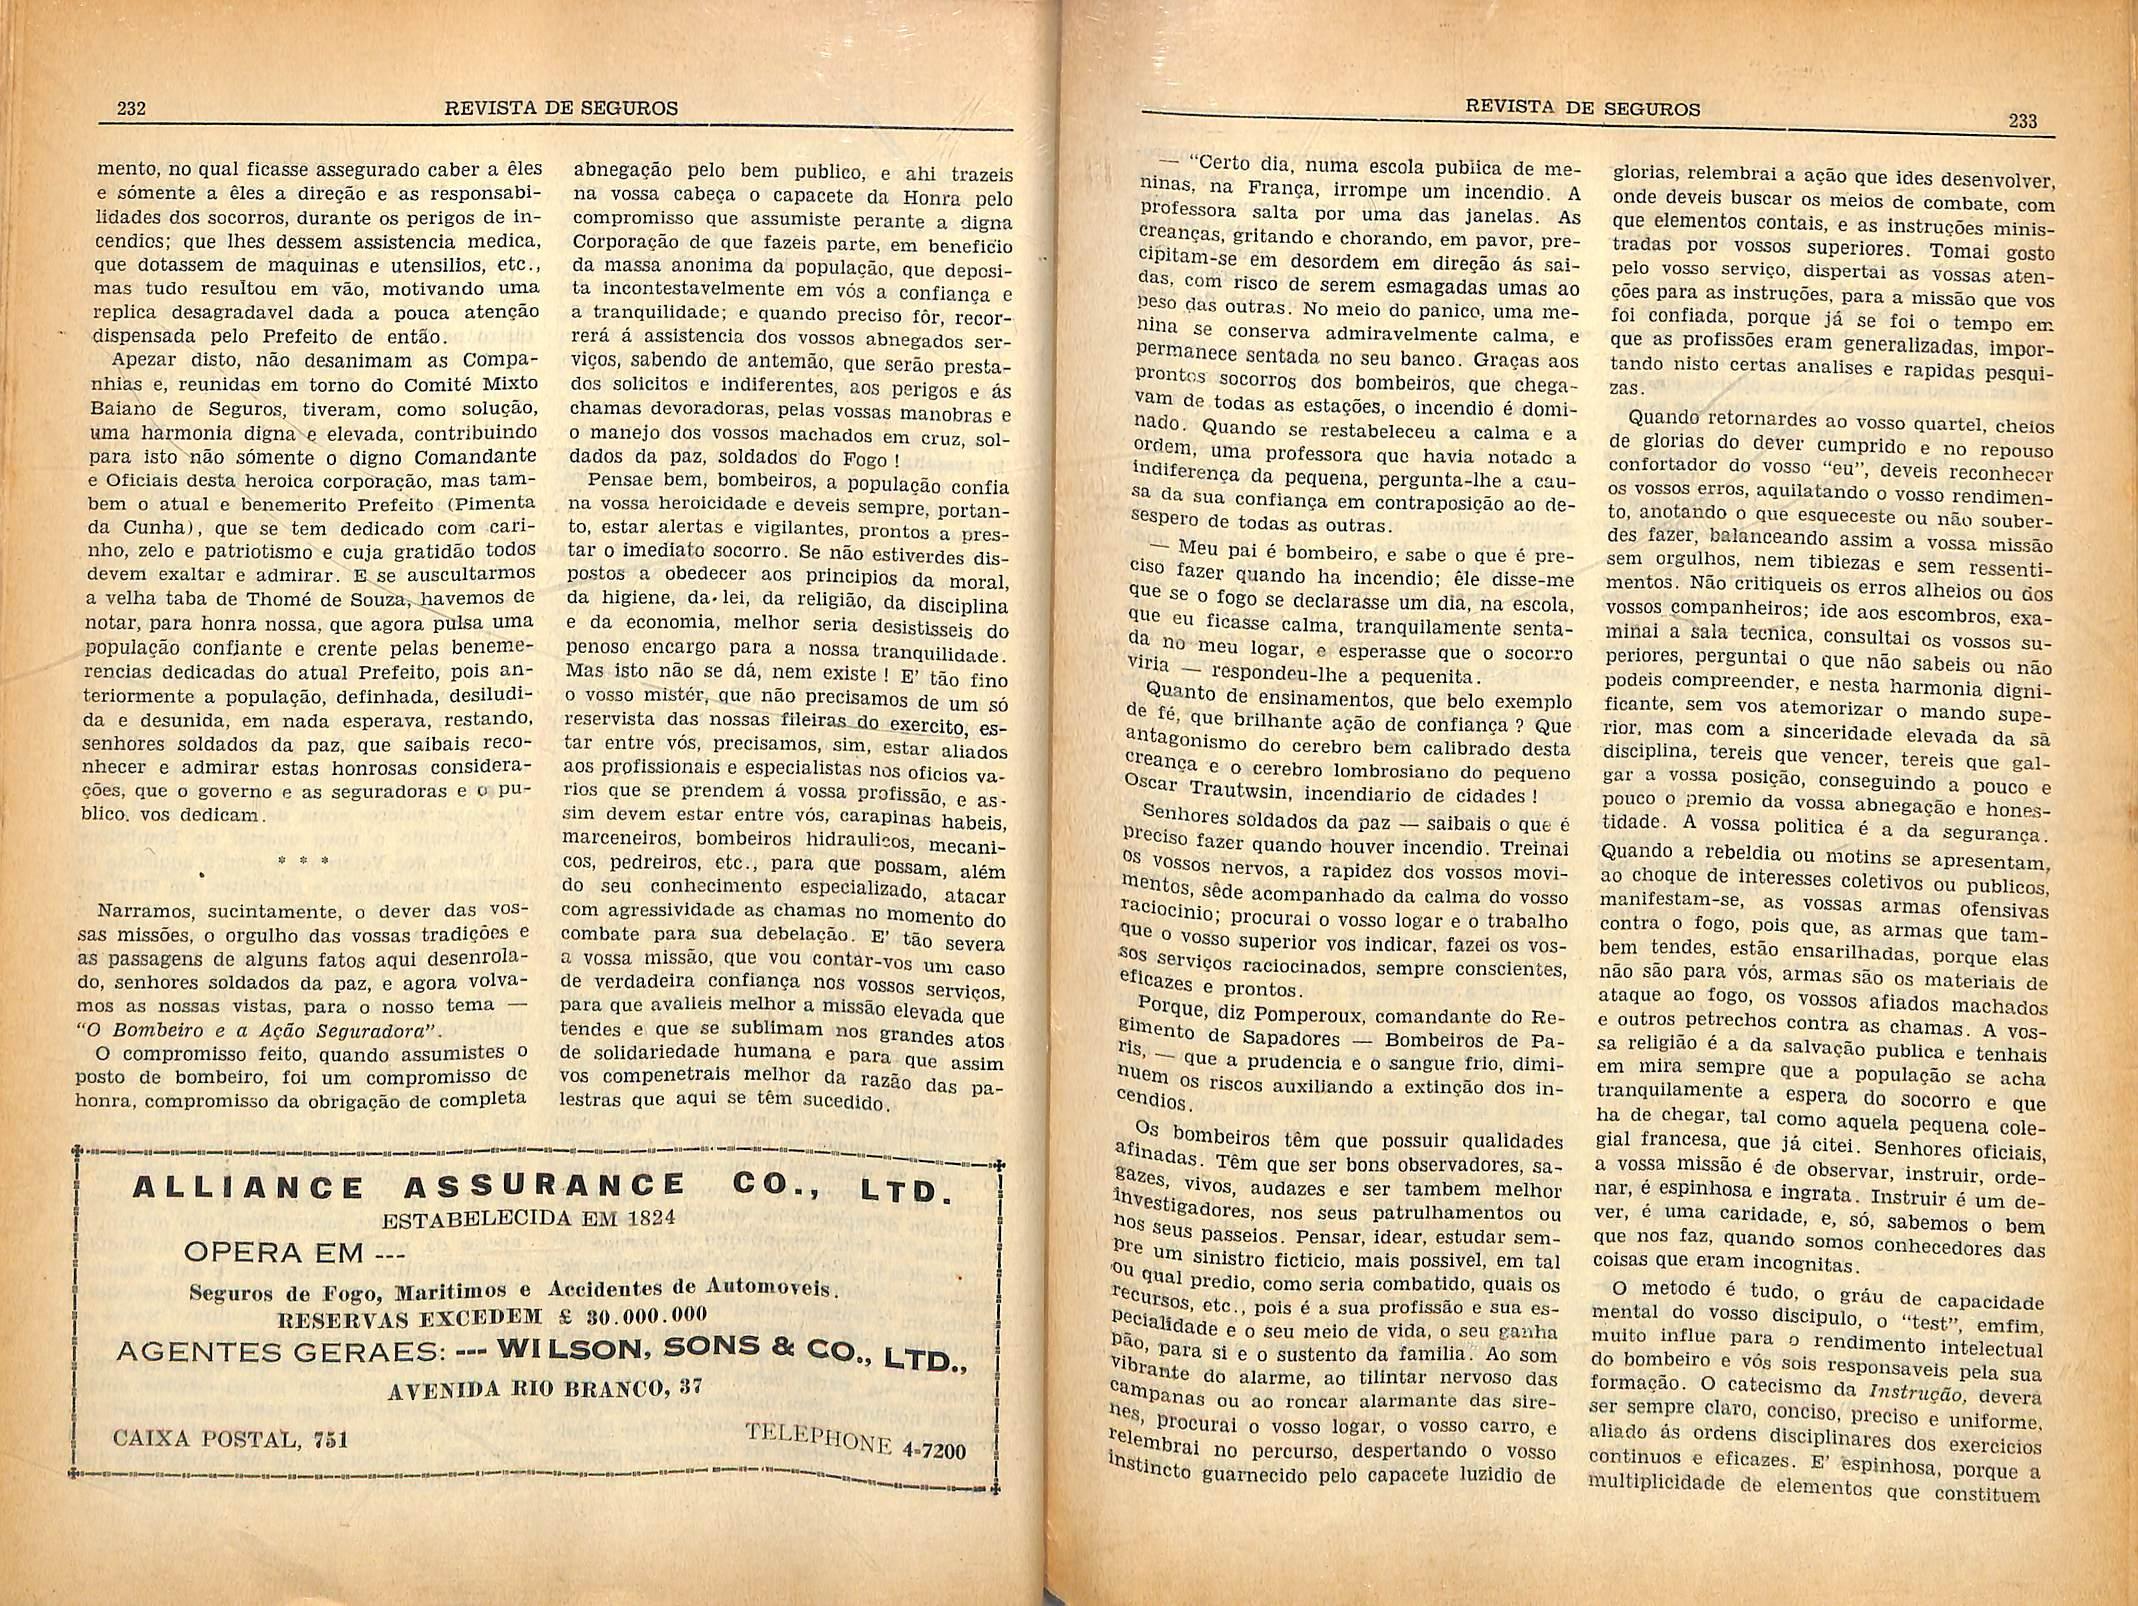 232
REVISTA DE SEGUROS
mento, no qual ficasse assegurado caber a êles
e sómente a êles a direção e as responsabi-
lidades dos socorros, durante os perigos de in-
cendios; que lhes dessem assistencia medica,
que dotassem de maquinas e utensilios, etc.,
mas tudo resultou em vão, motivando uma
replica desagradavel dada a pouca atenção
dispensada pelo Prefeito de então.
Apezar disto, não desanimam as Compa-
nhias e, reunidas em torno do Comité Mixto
Baiano de Seguros, tiveram, como solução,
uma harmonia digna e elevada, contribuindo
para isto não sómente o digno Comandante
e Oficiais desta heroica corporação, mas tam-
bem o atual e benemerito Prefeito (Pimenta
da Cunha), que se tem dedicado com cari-
nho, zelo e patriotismo e cuja gratidão todos
devem exaltar e admirar. E se auscultarmos
a velha taba de Thomé de Souza, havemos de
notar, para honra nossa, que agora pulsa uma
população confiante e crente pelas beneme-
rencias dedicadas do atual Prefeito, pois an-
teriormente a população, definhada, desiludi-
da e desunida, em nada esperava, restando,
senhores soldados da paz, que saibais reco-
nhecer e admirar estas honrosas considera-
ções, que o governo e as seguradoras e o pu-
blico, vos dedicam.
* * *
Narramos, sucintamente, o dever das vos-
sas missões, o orgulho das vossas tradições e
as passagens de alguns fatos aqui desenrola-
do, senhores soldados da paz, e agora volva-
mos as nossas vistas, para o nosso tema —
"O Bombeiro e a Ação Seguradora".
O compromisso feito, quando assumistes o
posto de bombeiro, foi um compromisso de
honra, compromisso da obrigação de completa
abnegação pelo bem publico, e ahi trazeis
na vossa cabeça o capacete da Honra pelo
compromisso que assumiste perante a digna
Corporação de que fazeis parte, em beneficio
da massa anonima da população, que deposi-
ta incontestavelmente em vós a confiança e
a tranquilidade; e quando preciso fôr, recor-
rerá á assistencia dos vossos abnegados ser-
viços, sabendo de antemão, que serão presta-
dos solicitos e indiferentes, aos perigos e ás
chamas devoradoras, pelas vossas manobras e
o manejo dos vossos machados em cruz, sol-
dados da paz, soldados do Fogo !
Pensae bem, bombeiros, a população confia
na vossa heroicidade e deveis sempre, portan-
to, estar alertas e vigilantes, prontos a pres-
tar o imediato socorro. Se não estiverdes dis-
postos a obedecer aos principios da moral,
da higiene, da lei, da religião, da disciplina
e da economia, melhor seria desistisseis do
penoso encargo para a nossa tranquilidade.
Mas isto não se dá, nem existe ! E' tão fino
o vosso mistér, que não precisamos de um só
reservista das nossas fileiras do exercito, es-
tar entre vós, precisamos, sim, estar aliados
aos profissionais e especialistas nos oficios va-
rios que se prendem á vossa profissão, e as-
sim devem estar entre vós, carapinas habeis,
marceneiros, bombeiros hidraulicos, mecani-
cos, pedreiros, etc., para que possam, além
do seu conhecimento especializado, atacar
com agressividade as chamas no momento do
combate para sua debelação. E' tão severa
a vossa missão, que vou contar-vos um caso
de verdadeira confiança nos vossos serviços,
para que avalieis melhor a missão elevada que
tendes e que se sublimam nos grandes atos
de solidariedade humana e para que assim
vos compenetrais melhor da razão das pa-
lestras que aqui se têm sucedido.
ALLIANCE ASSURANCE CO., LTD.
ESTABELECIDA EM 1824
OPERA EM ---
Seguros de Fogo, Maritimos e Accidentes de Automoveis.
RESERVAS EXCEDEM £ 30.000.000
AGENTES GERAES: --- WILSON, SONS & CO., LTD.,
AVENIDA RIO BRANCO, 37
CAIXA POSTAL, 751
TELEPHONE 4-7200
REVISTA DE SEGUROS
233
— "Certo dia, numa escola publica de me-
ninas, na França, irrompe um incendio. A
professora salta por uma das janelas. As
creanças, gritando e chorando, em pavor, pre-
cipitam-se em desordem em direção ás sai-
das, com risco de serem esmagadas umas ao
peso das outras. No meio do panico, uma me-
nina se conserva admiravelmente calma, e
permanece sentada no seu banco. Graças aos
prontos socorros dos bombeiros, que chega-
vam de todas as estações, o incendio é domi-
nado. Quando se restabeleceu a calma e a
ordem, uma professora que havia notado a
indiferença da pequena, pergunta-lhe a cau-
sa da sua confiança em contraposição ao de-
sespero de todas as outras.
— Meu pai é bombeiro, e sabe o que é pre-
ciso fazer quando ha incendio; êle disse-me
que se o fogo se declarasse um dia, na escola,
que eu ficasse calma, tranquilamente senta-
da no meu logar, e esperasse que o socorro
viria — respondeu-lhe a pequenita.
Quanto de ensinamentos, que belo exemplo
de fé, que brilhante ação de confiança ? Que
antagonismo do cerebro bem calibrado desta
creança e o cerebro lombrosiano do pequeno
Oscar Trautwsin, incendiario de cidades !
Senhores soldados da paz — saibais o que é
preciso fazer quando houver incendio. Treinai
os vossos nervos, a rapidez dos vossos movi-
mentos, sêde acompanhado da calma do vosso
raciocinio; procurai o vosso logar e o trabalho
que o vosso superior vos indicar, fazei os vos-
sos serviços raciocinados, sempre conscientes,
eficazes e prontos.
Porque, diz Pomperoux, comandante do Re-
gimento de Sapadores — Bombeiros de Pa-
ris, — que a prudencia e o sangue frio, dimi-
nuem os riscos auxiliando a extinção dos in-
cendios.
Os bombeiros têm que possuir qualidades
afinadas. Têm que ser bons observadores, sa-
gazes, vivos, audazes e ser tambem melhor
investigadores, nos seus patrulhamentos ou
nos seus passeios. Pensar, idear, estudar sem-
pre um sinistro ficticio, mais possivel, em tal
ou qual predio, como seria combatido, quais os
recursos, etc., pois é a sua profissão e sua es-
pecialidade e o seu meio de vida, o seu ganha
pão, para si e o sustento da familia. Ao som
vibrante do alarme, ao tilintar nervoso das
campanas ou ao roncar alarmante das sire-
nes, procurai o vosso logar, o vosso carro, e
relembrai no percurso, despertando o vosso
instincto guarnecido pelo capacete luzidio de
glorias, relembrai a ação que ides desenvolver,
onde deveis buscar os meios de combate, com
que elementos contais, e as instruções minis-
tradas por vossos superiores. Tomai gosto
pelo vosso serviço, dispertai as vossas aten-
ções para as instruções, para a missão que vos
foi confiada, porque já se foi o tempo em
que as profissões eram generalizadas, impor-
tando nisto certas analises e rapidas pesqui-
zas.
Quando retornardes ao vosso quartel, cheios
de glorias do dever cumprido e no repouso
confortador do vosso "eu", deveis reconhecer
os vossos erros, aquilatando o vosso rendimen-
to, anotando o que esqueceste ou não souber-
des fazer, balanceando assim a vossa missão
sem orgulhos, nem tibiezas e sem ressenti-
mentos. Não critiqueis os erros alheios ou dos
vossos companheiros; ide aos escombros, exa-
minai a sala tecnica, consultai os vossos su-
periores, perguntai o que não sabeis ou não
podeis compreender, e nesta harmonia digni-
ficante, sem vos atemorizar o mando supe-
rior, mas com a sinceridade elevada da sã
disciplina, tereis que vencer, tereis que gal-
gar a vossa posição, conseguindo a pouco e
pouco o premio da vossa abnegação e hones-
tidade. A vossa politica é a da segurança.
Quando a rebeldia ou motins se apresentam,
ao choque de interesses coletivos ou publicos,
manifestam-se, as vossas armas ofensivas
contra o fogo, pois que, as armas que tam-
bem tendes, estão ensarilhadas, porque elas
não são para vós, armas são os materiais de
ataque ao fogo, os vossos afiados machados
e outros petrechos contra as chamas. A vos-
sa religião é a da salvação publica e tenhais
em mira sempre que a população se acha
tranquilamente a espera do socorro e que
ha de chegar, tal como aquela pequena cole-
gial francesa, que já citei. Senhores oficiais,
a vossa missão é de observar, instruir, orde-
nar, é espinhosa e ingrata. Instruir é um de-
ver, é uma caridade, e, só, sabemos o bem
que nos faz, quando somos conhecedores das
coisas que eram incognitas.
O metodo é tudo, o gráu de capacidade
mental do vosso discipulo, o "test", emfim,
muito influe para o rendimento intelectual
do bombeiro e vós sois responsaveis pela sua
formação. O catecismo da Instrução, devera
ser sempre claro, conciso, preciso e uniforme,
aliado ás ordens disciplinares dos exercicios
continuos e eficazes. E' espinhosa, porque a
multiplicidade de elementos que constituem